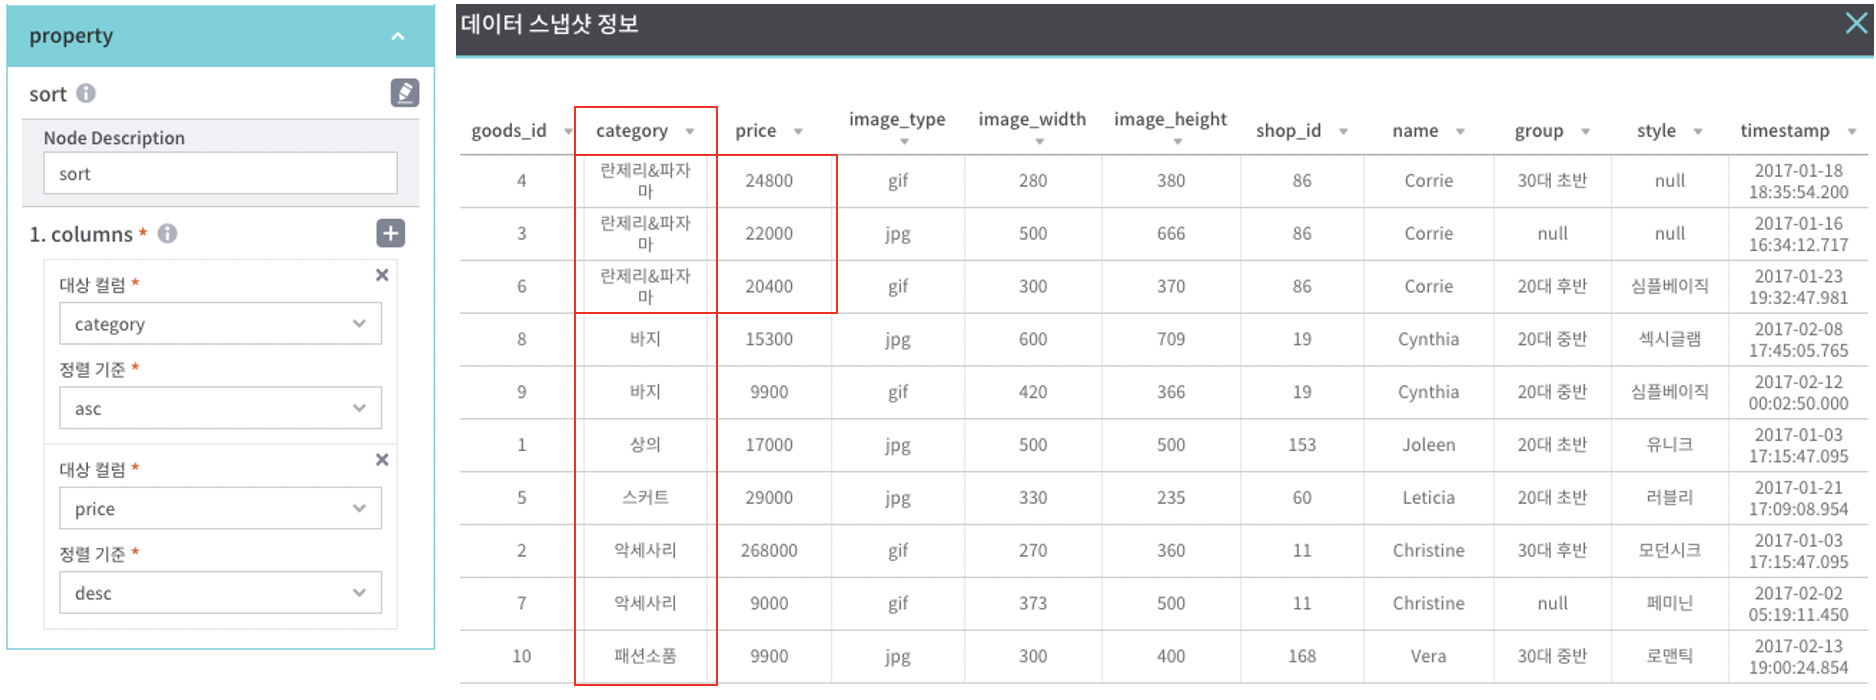 property
sort
Node Description
sort
1. columns *
대상 컬럼 *
category
정렬 기준 *
asc
대상 컬럼 *
price
정렬 기준 *
desc
데이터 스냅샷 정보
goods_id category price image_type image_width image_height shop_id name group style timestamp
4 란제리&파자마 24800 gif 280 380 86 Corrie 30대 초반 null 2017-01-18 18:35:54.200
3 란제리&파자마 22000 jpg 500 666 86 Corrie null null 2017-01-16 16:34:12.717
6 란제리&파자마 20400 gif 300 370 86 Corrie 20대 후반 심플베이직 2017-01-23 19:32:47.981
8 바지 15300 jpg 600 709 19 Cynthia 20대 중반 섹시글램 2017-02-08 17:45:05.765
9 바지 9900 gif 420 366 19 Cynthia 20대 중반 심플베이직 2017-02-12 00:02:50.000
1 상의 17000 jpg 500 500 153 Joleen 20대 초반 유니크 2017-01-03 17:15:47.095
5 스커트 29000 jpg 330 235 60 Leticia 20대 초반 러블리 2017-01-21 17:09:08.954
2 악세사리 268000 gif 270 360 11 Christine 30대 후반 모던시크 2017-01-03 17:15:47.095
7 악세사리 9000 gif 373 500 11 Christine null 페미닌 2017-02-02 05:19:11.450
10 패션소품 9900 jpg 300 400 168 Vera 30대 중반 로맨틱 2017-02-13 19:00:24.854